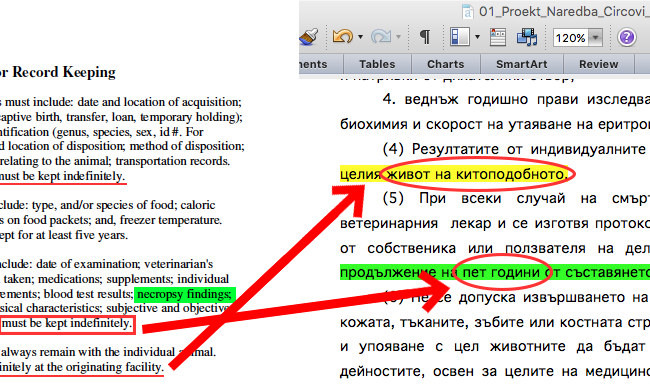 or Record Keeping
s must include: date and location of acquisition;
aptive birth, transfer, loan, temporary holding);
ntification (genus, species, sex, id #. For
d location of disposition; method of disposition;
relating to the animal; transportation records.
must be kept indefinitely.
clude: type, and/or species of food; caloric
s on food packets; and, freezer temperature.
ept for at least five years.
nclude: date of examination; veterinarian's
taken; medications; supplements; individual
ements; blood test results; necropsy findings;
sical characteristics; subjective and objective
must be kept indefinitely.
always remain with the individual animal.
initely at the originating facility.
01_Proekt_Naredba_Circovi_
120%
ments
Tables
Charts
SmartArt
Review
4. веднъж годишно прави изследва
биохимия и скорост на утаяване на еритро
(4) Резултатите от индивидуалните
целия живот на китоподобното.
(5) При всеки случай на смърт
ветеринарния лекар и се изготвя протоко
от собственика или ползвателя на дел
продължение на пет години от съставянето
(6) Не се допуска извършването на
кожата, тъканите, зъбите или костната стр
и упояване с цел животните да бъдат
дейностите, освен за целите на медицинс